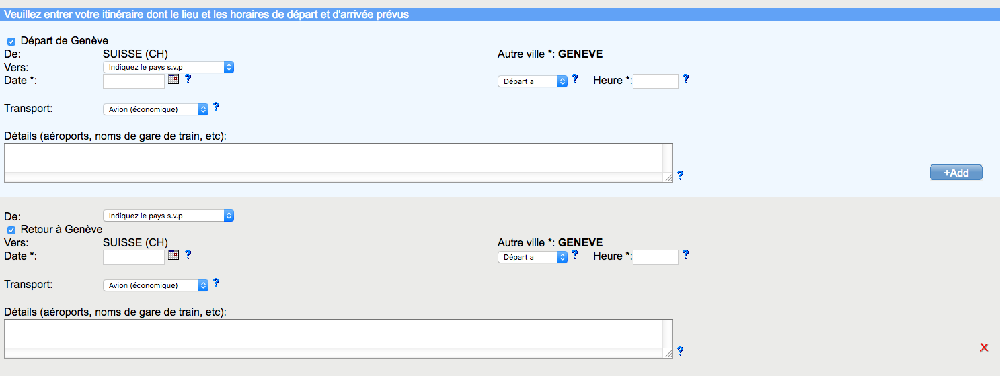 Veuillez entrer votre itinéraire dont le lieu et les horaires de départ et d'arrivée prévus
Départ de Genève
De: SUISSE (CH) Autre ville *: GENEVE
Vers: Indiquez le pays s.v.p
Date *: ? Départ a ? Heure *: ?
Transport: Avion (économique) ?
Détails (aéroports, noms de gare de train, etc):
?
+Add
De: Indiquez le pays s.v.p
Retour à Genève
Vers: SUISSE (CH) Autre ville *: GENEVE
Date *: ? Départ a ? Heure *: ?
Transport: Avion (économique) ?
Détails (aéroports, noms de gare de train, etc):
?